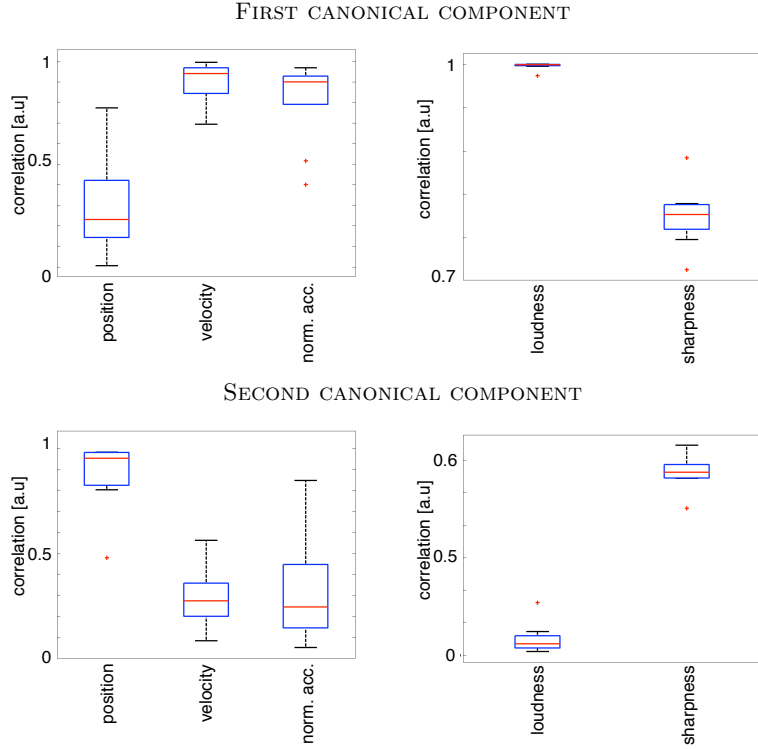 FIRST CANONICAL COMPONENT
correlation [a.u]
1
0.5
0
position
velocity
norm. acc.
correlation [a.u]
1
0.7
loudness
sharpness
SECOND CANONICAL COMPONENT
correlation [a.u]
1
0.5
0
position
velocity
norm. acc.
correlation [a.u]
0.6
0.5
0
loudness
sharpness